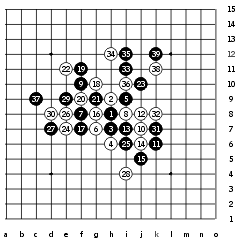 15
14
13
34 35 39 12
22 19 33 38 11
9 18 36 23 10
37 29 20 21 2 5 9
30 26 7 16 1 8 12 32 8
27 24 17 6 3 13 10 31 7
4 25 14 11 6
15 5
28 4
3
2
1
a b c d e f g h i j k l m n o